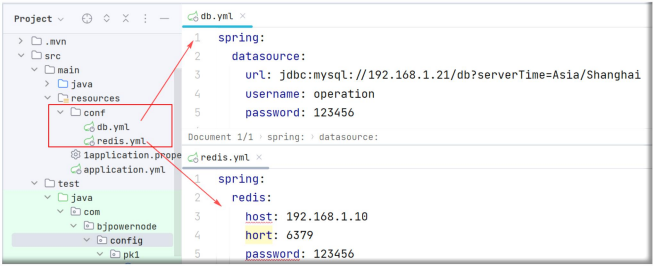 Project
.mvn
src
main
java
resources
conf
db.yml
redis.yml
1application.prope
application.yml
test
java
com
bjpowernode
config
pk1
db.yml
1 spring:
2 datasource:
3 url: jdbc:mysql://192.168.1.21/db?serverTime=Asia/Shanghai
4 username: operation
5 password: 123456
Document 1/1 › spring: › datasource:
redis.yml
1 spring:
2 redis:
3 host: 192.168.1.10
4 hort: 6379
5 password: 123456